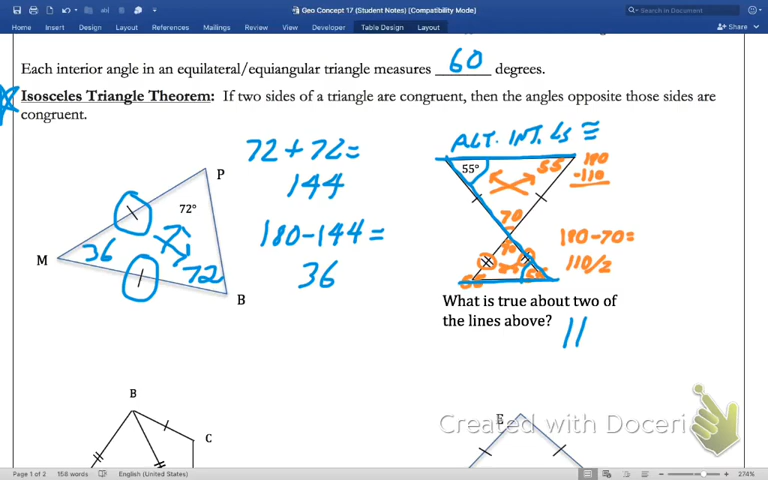 Geo Concept 17 (Student Notes) [Compatibility Mode]
Search in Document
Home Insert Design Layout References Mailings Review View Developer Table Design Layout
Share
Each interior angle in an equilateral/equiangular triangle measures 60 degrees.
Isosceles Triangle Theorem: If two sides of a triangle are congruent, then the angles opposite those sides are
congruent.
72+72=
144
180-144=
36
P
72°
M
36
72
B
ALT. INT. ∠s ≅
55°
55
180
-110
70
70
180-70=
110/2
55
55
What is true about two of
the lines above?
||
B
C
E
Created with Doceri
Page 1 of 2 158 words English (United States)
274%